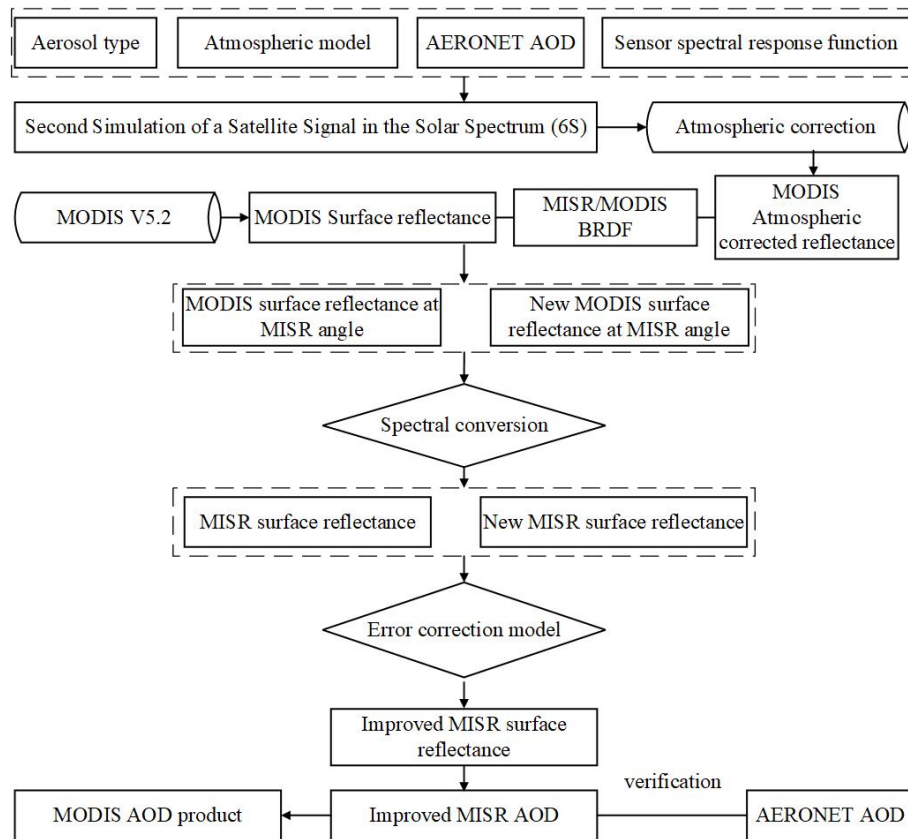 Aerosol type
Atmospheric model
AERONET AOD
Sensor spectral response function
Second Simulation of a Satellite Signal in the Solar Spectrum (6S)
Atmospheric correction
MODIS V5.2
MODIS Surface reflectance
MISR/MODIS
BRDF
MODIS
Atmospheric
corrected reflectance
MODIS surface reflectance at
MISR angle
New MODIS surface
reflectance at MISR angle
Spectral conversion
MISR surface reflectance
New MISR surface reflectance
Error correction model
Improved MISR surface
reflectance
verification
MODIS AOD product
Improved MISR AOD
AERONET AOD